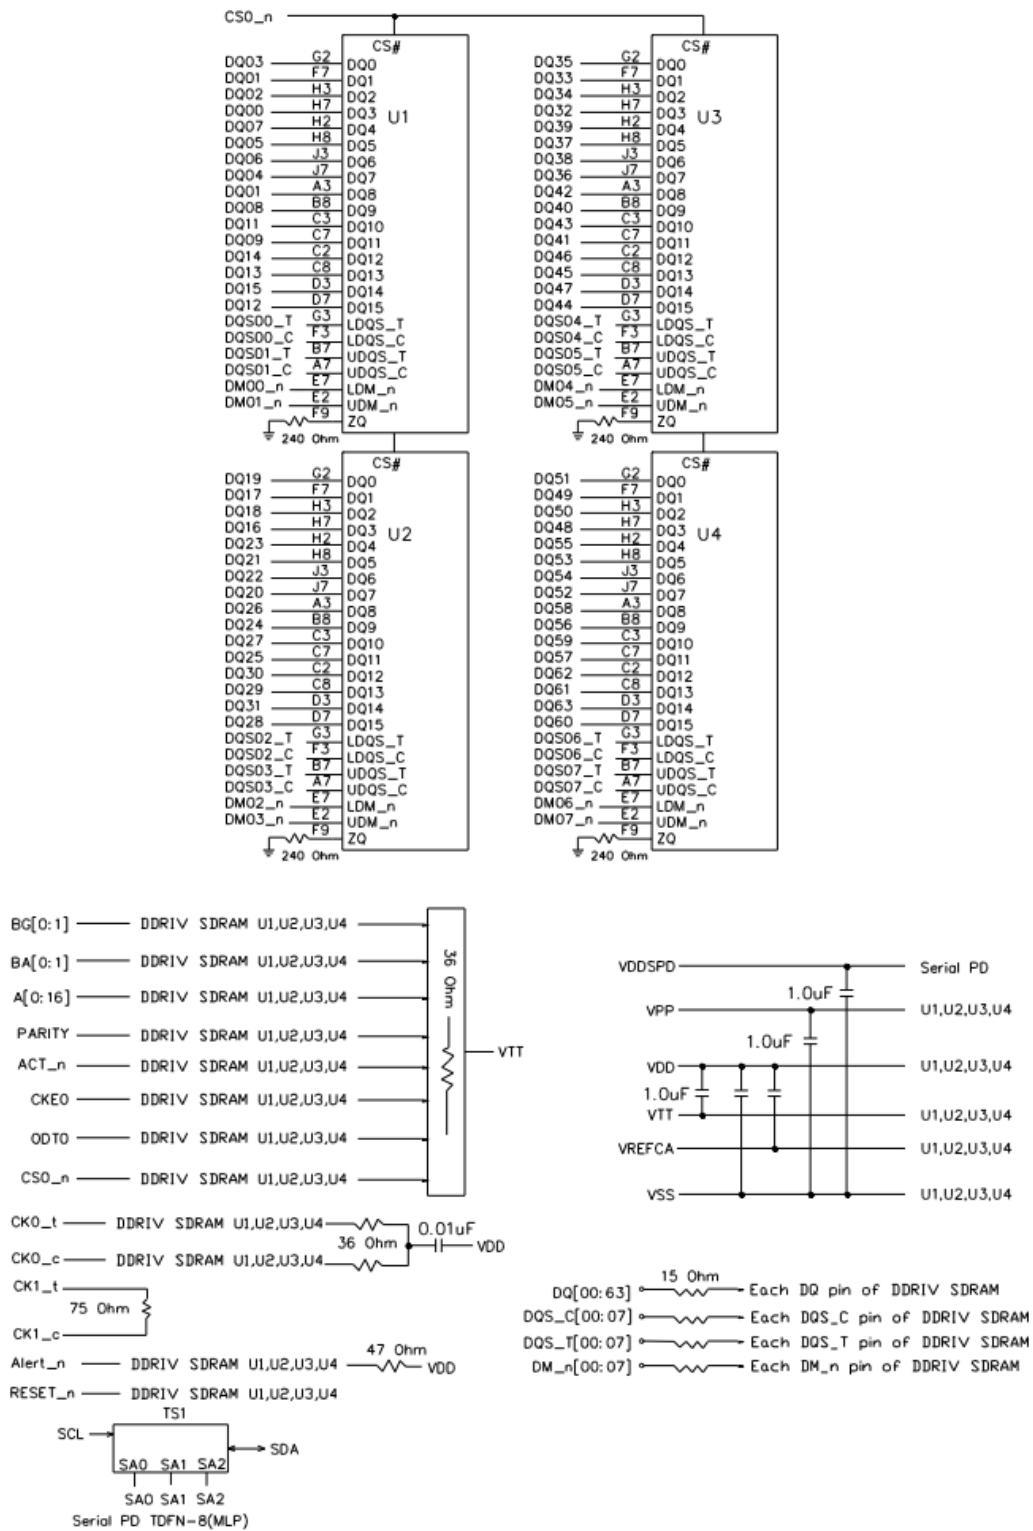 CS0_n
CS#
DQ03 G2 DQ0
DQ01 F7 DQ1
DQ02 H3 DQ2
DQ00 H7 DQ3
U1
DQ07 H2 DQ4
DQ05 H8 DQ5
DQ06 J3 DQ6
DQ04 J7 DQ7
DQ01 A3 DQ8
DQ08 B8 DQ9
DQ11 C3 DQ10
DQ09 C7 DQ11
DQ14 C2 DQ12
DQ13 C8 DQ13
DQ15 D3 DQ14
DQ12 D7 DQ15
DQS00_T G3 LDQS_T
DQS00_C F3 LDQS_C
DQS01_T B7 UDQS_T
DQS01_C A7 UDQS_C
DM00_n E7 LDM_n
DM01_n E2 UDM_n
F9 ZQ
240 Ohm
CS#
DQ35 G2 DQ0
DQ33 F7 DQ1
DQ34 H3 DQ2
DQ32 H7 DQ3
U3
DQ39 H2 DQ4
DQ37 H8 DQ5
DQ38 J3 DQ6
DQ36 J7 DQ7
DQ42 A3 DQ8
DQ40 B8 DQ9
DQ43 C3 DQ10
DQ41 C7 DQ11
DQ46 C2 DQ12
DQ45 C8 DQ13
DQ47 D3 DQ14
DQ44 D7 DQ15
DQS04_T G3 LDQS_T
DQS04_C F3 LDQS_C
DQS05_T B7 UDQS_T
DQS05_C A7 UDQS_C
DM04_n E7 LDM_n
DM05_n E2 UDM_n
F9 ZQ
240 Ohm
CS#
DQ19 G2 DQ0
DQ17 F7 DQ1
DQ18 H3 DQ2
DQ16 H7 DQ3
U2
DQ23 H2 DQ4
DQ21 H8 DQ5
DQ22 J3 DQ6
DQ20 J7 DQ7
DQ26 A3 DQ8
DQ24 B8 DQ9
DQ27 C3 DQ10
DQ25 C7 DQ11
DQ30 C2 DQ12
DQ29 C8 DQ13
DQ31 D3 DQ14
DQ28 D7 DQ15
DQS02_T G3 LDQS_T
DQS02_C F3 LDQS_C
DQS03_T B7 UDQS_T
DQS03_C A7 UDQS_C
DM02_n E7 LDM_n
DM03_n E2 UDM_n
F9 ZQ
240 Ohm
CS#
DQ51 G2 DQ0
DQ49 F7 DQ1
DQ50 H3 DQ2
DQ48 H7 DQ3
U4
DQ55 H2 DQ4
DQ53 H8 DQ5
DQ54 J3 DQ6
DQ52 J7 DQ7
DQ58 A3 DQ8
DQ56 B8 DQ9
DQ59 C3 DQ10
DQ57 C7 DQ11
DQ62 C2 DQ12
DQ61 C8 DQ13
DQ63 D3 DQ14
DQ60 D7 DQ15
DQS06_T G3 LDQS_T
DQS06_C F3 LDQS_C
DQS07_T B7 UDQS_T
DQS07_C A7 UDQS_C
DM06_n E7 LDM_n
DM07_n E2 UDM_n
F9 ZQ
240 Ohm
BG[0:1] DDRIV SDRAM U1,U2,U3,U4
BA[0:1] DDRIV SDRAM U1,U2,U3,U4
A[0:16] DDRIV SDRAM U1,U2,U3,U4
PARITY DDRIV SDRAM U1,U2,U3,U4
ACT_n DDRIV SDRAM U1,U2,U3,U4
CKE0 DDRIV SDRAM U1,U2,U3,U4
ODT0 DDRIV SDRAM U1,U2,U3,U4
CS0_n DDRIV SDRAM U1,U2,U3,U4
36 Ohm
VTT
CK0_t DDRIV SDRAM U1,U2,U3,U4
36 Ohm
0.01uF
VDD
CK0_c DDRIV SDRAM U1,U2,U3,U4
CK1_t
75 Ohm
CK1_c
Alert_n DDRIV SDRAM U1,U2,U3,U4 47 Ohm VDD
RESET_n DDRIV SDRAM U1,U2,U3,U4
TS1
SCL
SDA
SA0 SA1 SA2
SA0 SA1 SA2
Serial PD TDFN-8(MLP)
VDDSPD Serial PD
1.0uF
VPP U1,U2,U3,U4
1.0uF
VDD U1,U2,U3,U4
1.0uF
VTT U1,U2,U3,U4
VREFCA U1,U2,U3,U4
VSS U1,U2,U3,U4
15 Ohm
DQ[00:63] Each DQ pin of DDRIV SDRAM
DQS_C[00:07] Each DQS_C pin of DDRIV SDRAM
DQS_T[00:07] Each DQS_T pin of DDRIV SDRAM
DM_n[00:07] Each DM_n pin of DDRIV SDRAM